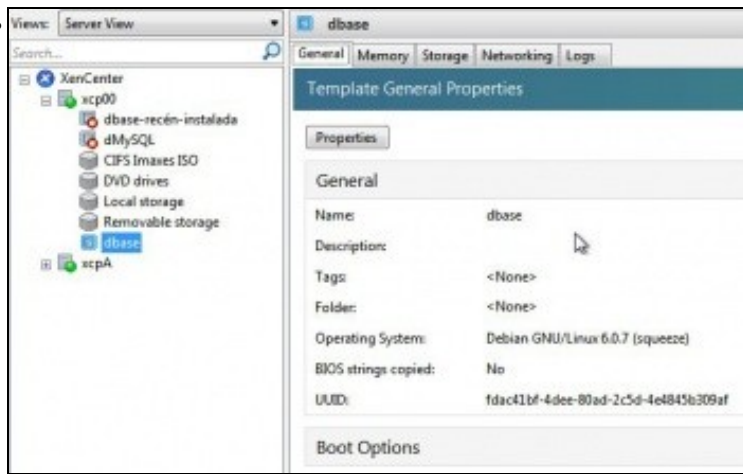 Views: Server View
dbase
Search...
General Memory Storage Networking Logs
XenCenter
xcp00
dbase-recén-instalada
dMySQL
CIFS Imaxes ISO
DVD drives
Local storage
Removable storage
dbase
xcpA
Template General Properties
Properties
General
Name: dbase
Description:
Tags: <None>
Folder: <None>
Operating System: Debian GNU/Linux 6.0.7 (squeeze)
BIOS strings copied: No
UUID: fdac41bf-4dee-80ad-2c5d-4e4845b309af
Boot Options